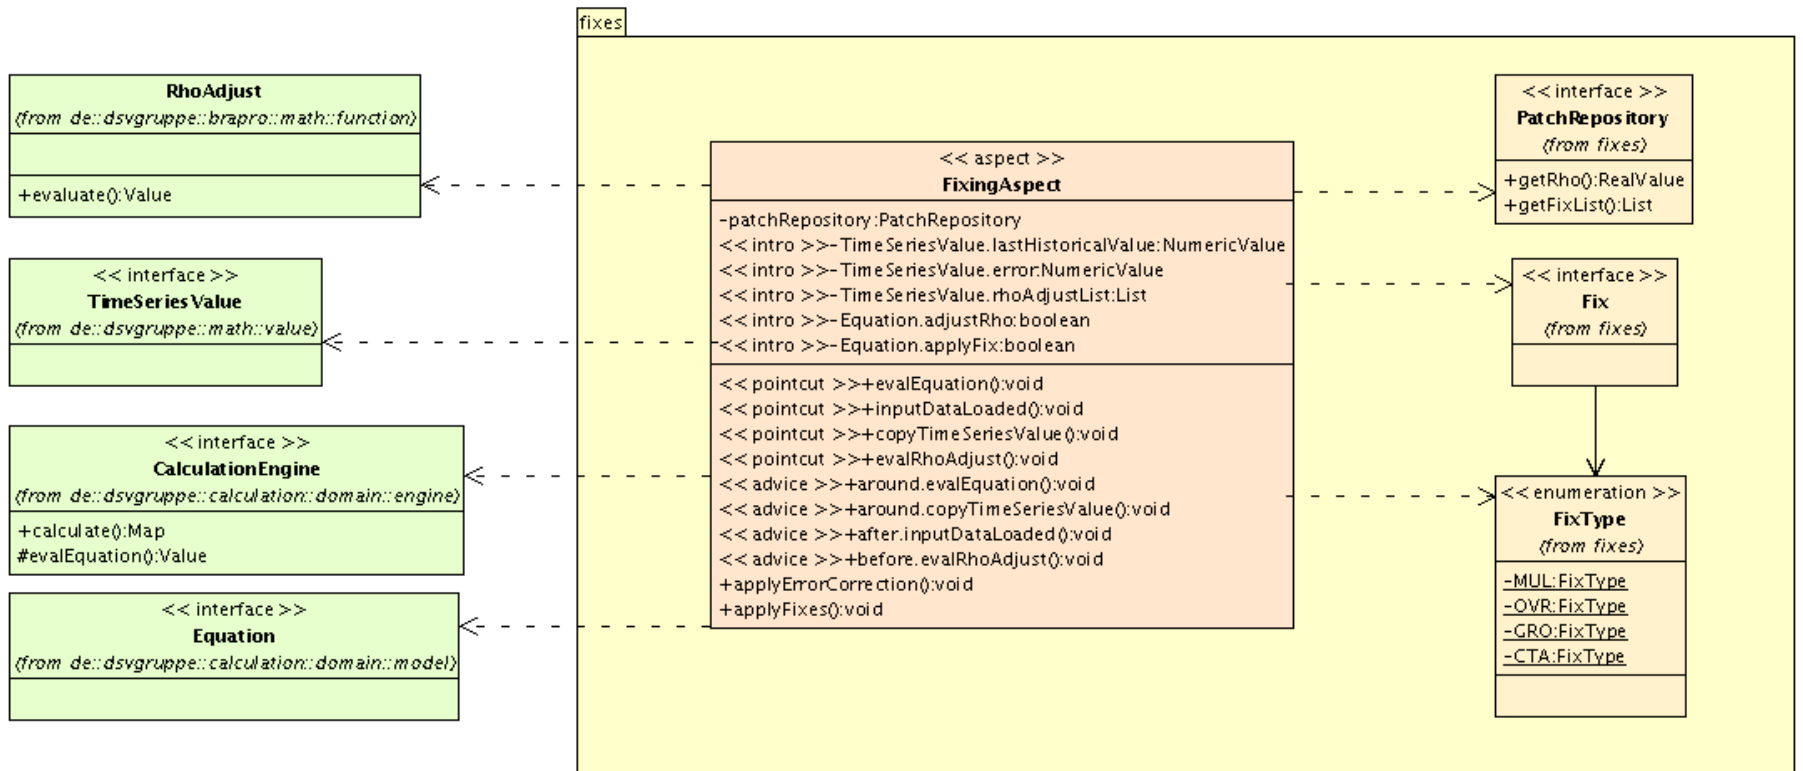 fixes
RhoAdjust
(from de::dsvgruppe::brapro::math::function)
+evaluate():Value
<< interface >>
TimeSeriesValue
(from de::dsvgruppe::math::value)
<< interface >>
CalculationEngine
(from de::dsvgruppe::calculation::domain::engine)
+calculate():Map
#evalEquation():Value
<< interface >>
Equation
(from de::dsvgruppe::calculation::domain::model)
<< aspect >>
FixingAspect
-patchRepository:PatchRepository
<< intro >>-TimeSeriesValue.lastHistoricalValue:NumericValue
<< intro >>-TimeSeriesValue.error:NumericValue
<< intro >>-TimeSeriesValue.rhoAdjustList:List
<< intro >>-Equation.adjustRho:boolean
<< intro >>-Equation.applyFix:boolean
<< pointcut >>+evalEquation():void
<< pointcut >>+inputDataLoaded():void
<< pointcut >>+copyTimeSeriesValue():void
<< pointcut >>+evalRhoAdjust():void
<< advice >>+around.evalEquation():void
<< advice >>+around.copyTimeSeriesValue():void
<< advice >>+after.inputDataLoaded():void
<< advice >>+before.evalRhoAdjust():void
+applyErrorCorrection():void
+applyFixes():void
<< interface >>
PatchRepository
(from fixes)
+getRho():RealValue
+getFixList():List
<< interface >>
Fix
(from fixes)
<< enumeration >>
FixType
(from fixes)
-MUL:FixType
-OVR:FixType
-GRO:FixType
-CTA:FixType